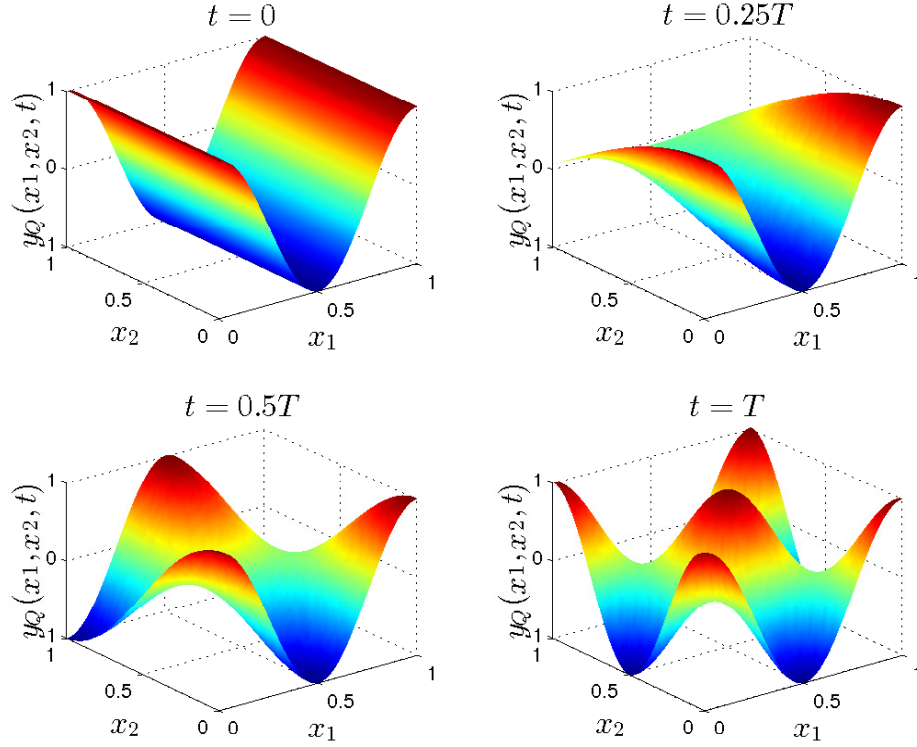 t = 0
1
0
1
1
0.5
0
0
0.5
1
y_Q(x1, x2, t)
x_2
x_1
t = 0.25T
1
0
1
1
0.5
0
0
0.5
1
y_Q(x1, x2, t)
x_2
x_1
t = 0.5T
1
0
1
1
0.5
0
0
0.5
1
y_Q(x1, x2, t)
x_2
x_1
t = T
1
0
1
1
0.5
0
0
0.5
1
y_Q(x1, x2, t)
x_2
x_1